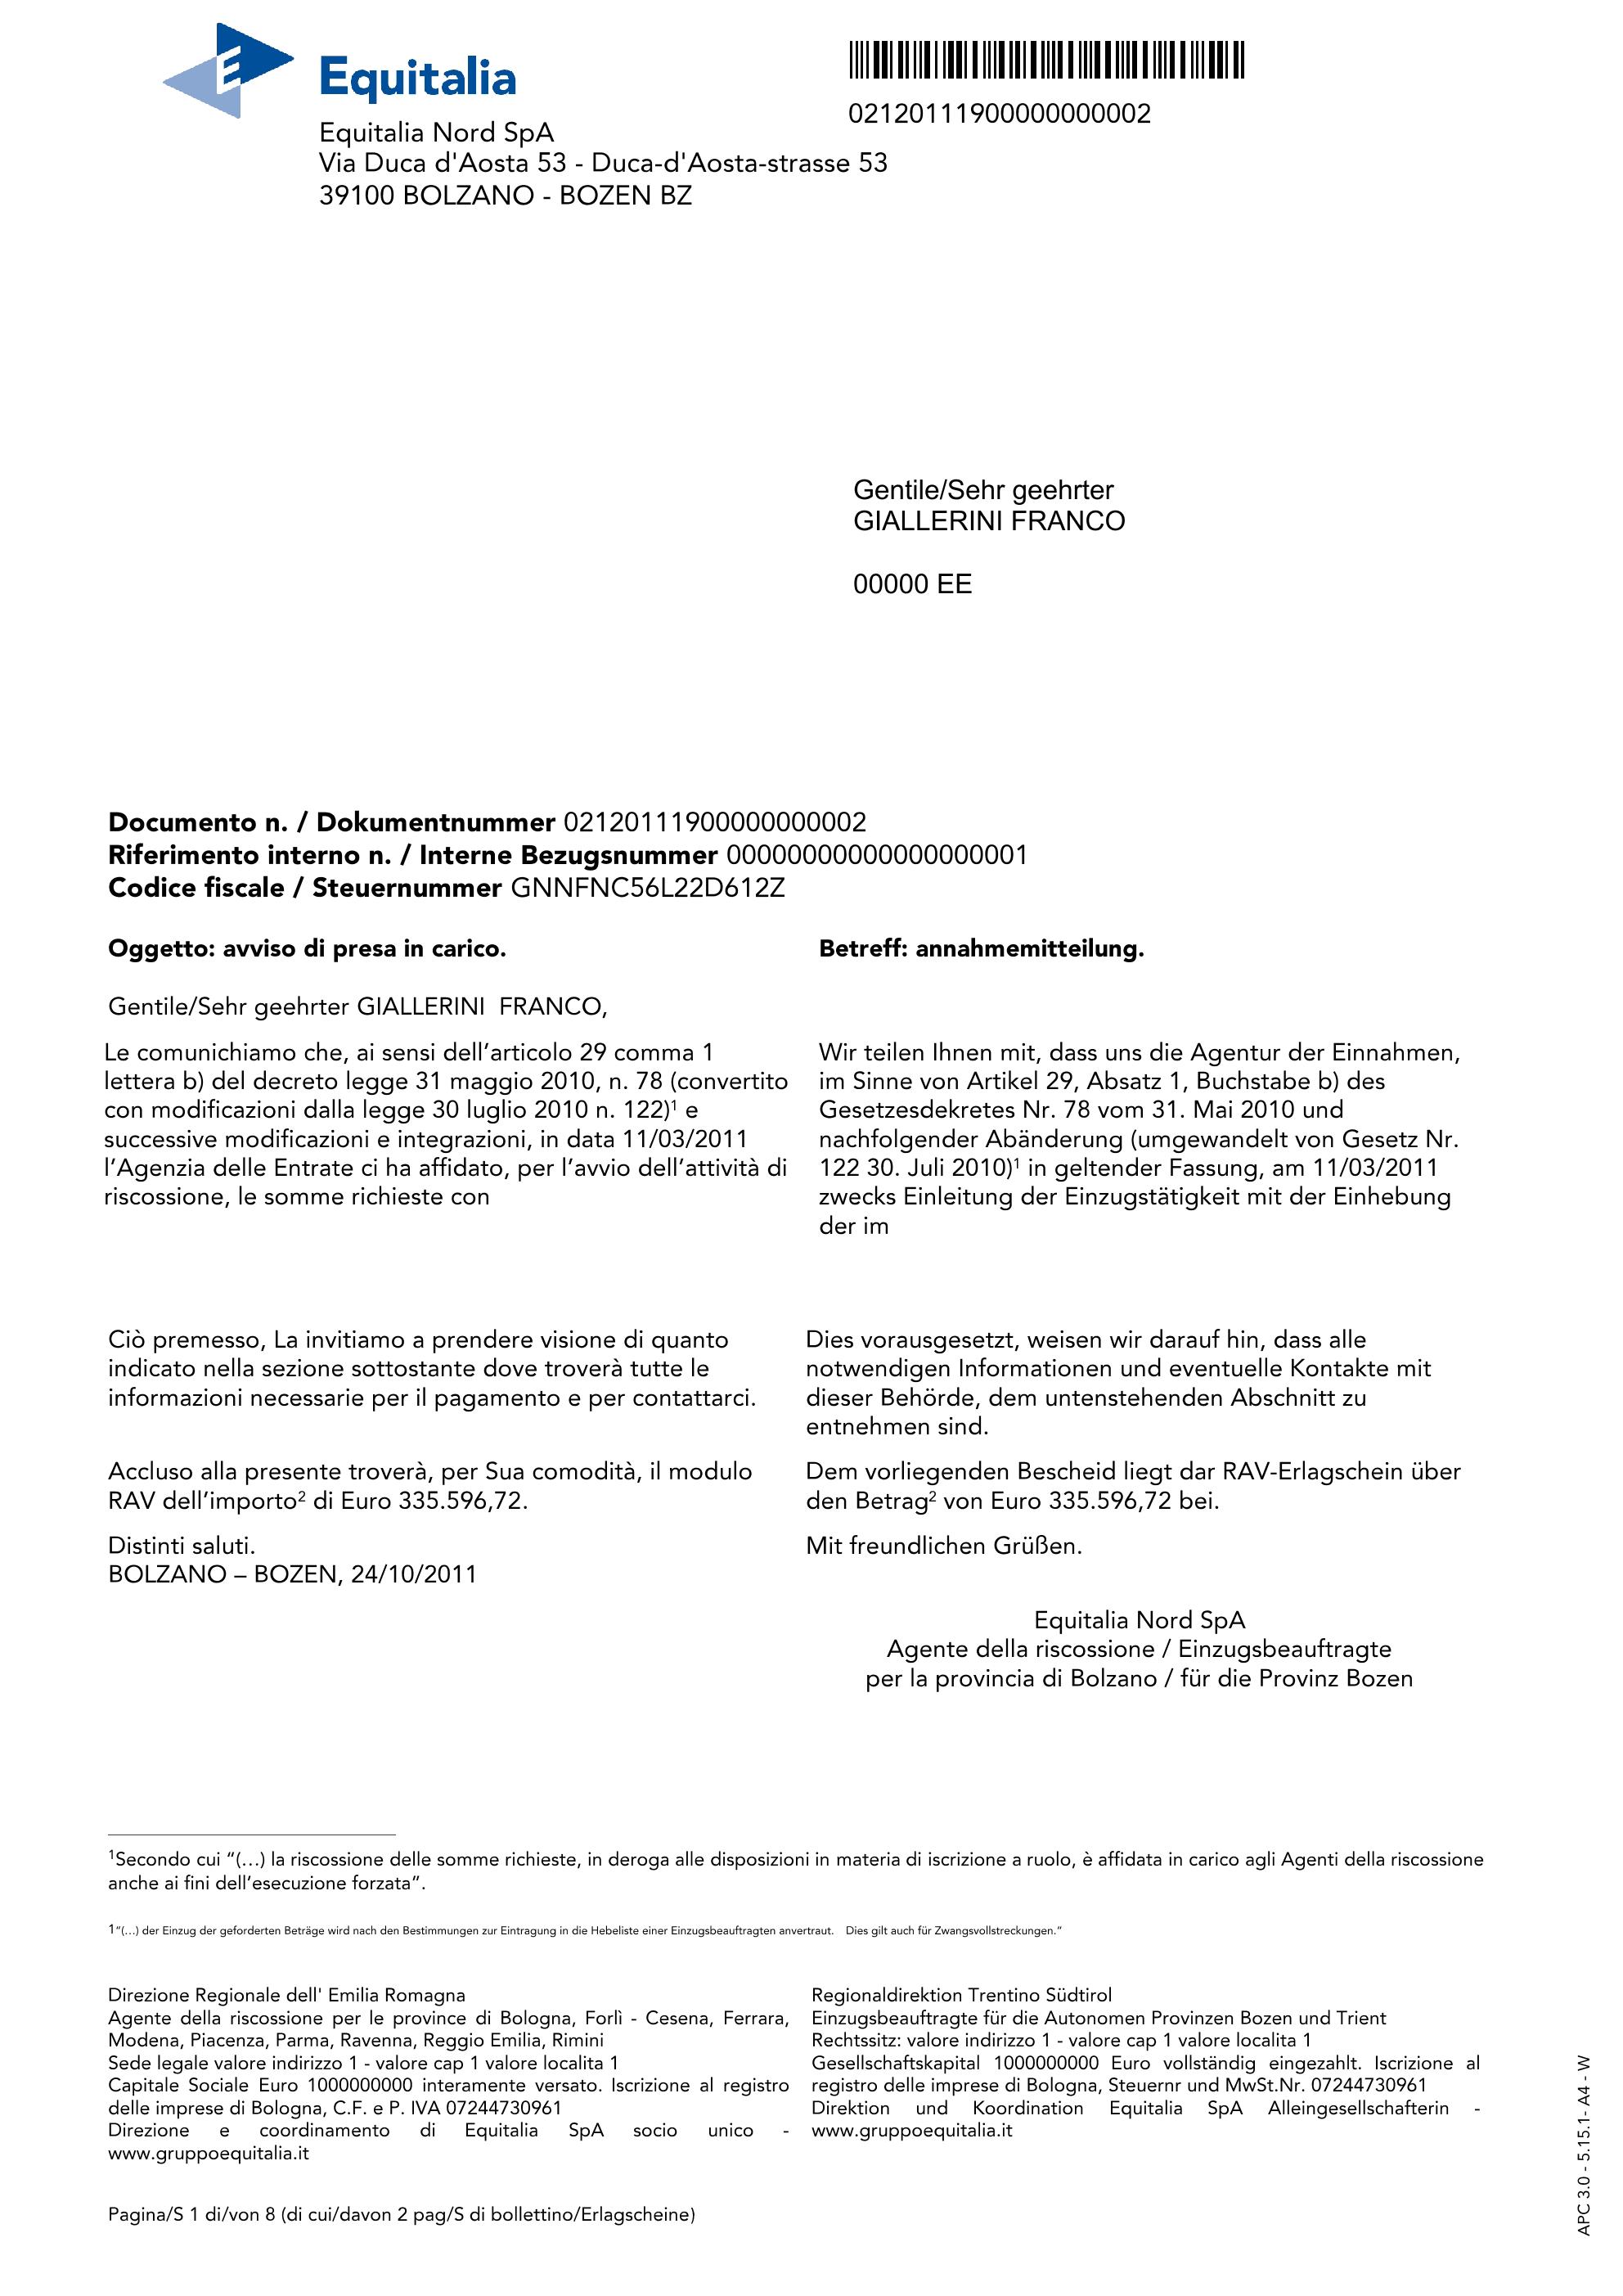 Equitalia
02120111900000000002
Equitalia Nord SpA
Via Duca d'Aosta 53 - Duca-d'Aosta-strasse 53
39100 BOLZANO - BOZEN BZ
Gentile/Sehr geehrter
GIALLERINI FRANCO
00000 EE
Documento n. / Dokumentnummer 02120111900000000002
Riferimento interno n. / Interne Bezugsnummer 00000000000000000001
Codice fiscale / Steuernummer GNNFNC56L22D612Z
Oggetto: avviso di presa in carico.
Gentile/Sehr geehrter GIALLERINI  FRANCO,
Le comunichiamo che, ai sensi dell’articolo 29 comma 1
lettera b) del decreto legge 31 maggio 2010, n. 78 (convertito
con modificazioni dalla legge 30 luglio 2010 n. 122)¹ e
successive modificazioni e integrazioni, in data 11/03/2011
l’Agenzia delle Entrate ci ha affidato, per l’avvio dell’attività di
riscossione, le somme richieste con
Betreff: annahmemitteilung.
Wir teilen Ihnen mit, dass uns die Agentur der Einnahmen,
im Sinne von Artikel 29, Absatz 1, Buchstabe b) des
Gesetzesdekretes Nr. 78 vom 31. Mai 2010 und
nachfolgender Abänderung (umgewandelt von Gesetz Nr.
122 30. Juli 2010)¹ in geltender Fassung, am 11/03/2011
zwecks Einleitung der Einzugstätigkeit mit der Einhebung
der im
Ciò premesso, La invitiamo a prendere visione di quanto
indicato nella sezione sottostante dove troverà tutte le
informazioni necessarie per il pagamento e per contattarci.
Accluso alla presente troverà, per Sua comodità, il modulo
RAV dell’importo² di Euro 335.596,72.
Distinti saluti.
BOLZANO – BOZEN, 24/10/2011
Dies vorausgesetzt, weisen wir darauf hin, dass alle
notwendigen Informationen und eventuelle Kontakte mit
dieser Behörde, dem untenstehenden Abschnitt zu
entnehmen sind.
Dem vorliegenden Bescheid liegt dar RAV-Erlagschein über
den Betrag² von Euro 335.596,72 bei.
Mit freundlichen Grüßen.
Equitalia Nord SpA
Agente della riscossione / Einzugsbeauftragte
per la provincia di Bolzano / für die Provinz Bozen
¹Secondo cui “(…) la riscossione delle somme richieste, in deroga alle disposizioni in materia di iscrizione a ruolo, è affidata in carico agli Agenti della riscossione
anche ai fini dell’esecuzione forzata”.
1“(…) der Einzug der geforderten Beträge wird nach den Bestimmungen zur Eintragung in die Hebeliste einer Einzugsbeauftragten anvertraut.   Dies gilt auch für Zwangsvollstreckungen.“
Direzione Regionale dell' Emilia Romagna
Agente della riscossione per le province di Bologna, Forlì - Cesena, Ferrara,
Modena, Piacenza, Parma, Ravenna, Reggio Emilia, Rimini
Sede legale valore indirizzo 1 - valore cap 1 valore localita 1
Capitale Sociale Euro 1000000000 interamente versato. Iscrizione al registro
delle imprese di Bologna, C.F. e P. IVA 07244730961
Direzione e coordinamento di Equitalia SpA socio unico -
www.gruppoequitalia.it
Regionaldirektion Trentino Südtirol
Einzugsbeauftragte für die Autonomen Provinzen Bozen und Trient
Rechtssitz: valore indirizzo 1 - valore cap 1 valore localita 1
Gesellschaftskapital 1000000000 Euro vollständig eingezahlt. Iscrizione al
registro delle imprese di Bologna, Steuernr und MwSt.Nr. 07244730961
Direktion und Koordination Equitalia SpA Alleingesellschafterin -
www.gruppoequitalia.it
Pagina/S 1 di/von 8 (di cui/davon 2 pag/S di bollettino/Erlagscheine)
APC 3.0 - 5.15.1- A4 - W